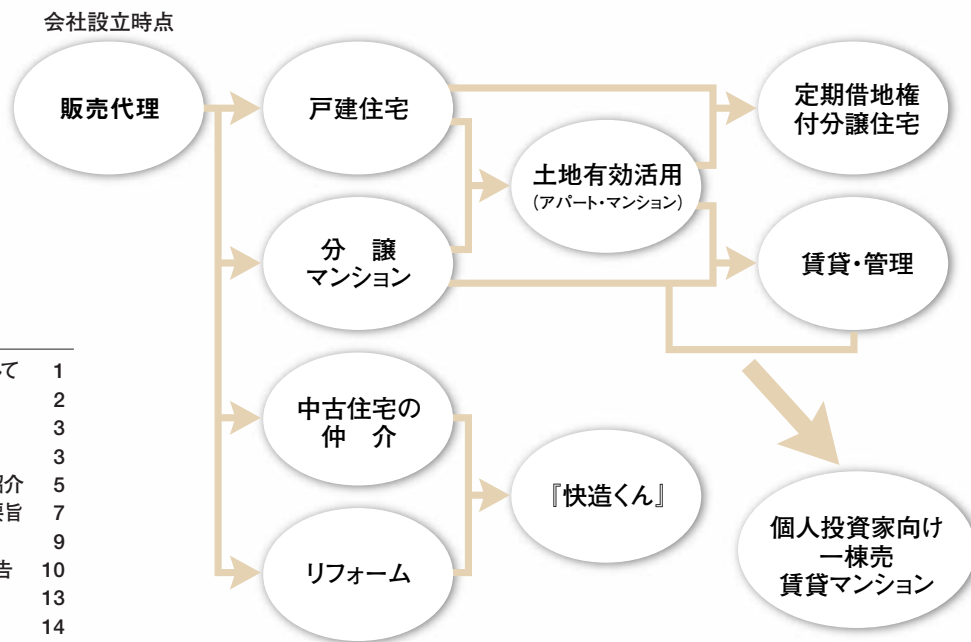 会社設立時点
販売代理
戸建住宅
分　譲
マンション
中古住宅の
仲　介
リフォーム
土地有効活用
(アパート・マンション)
『快造くん』
定期借地権
付分譲住宅
賃貸・管理
個人投資家向け
一棟売
賃貸マンション
て 1
2
3
3
紹介 5
要旨 7
9
告 10
13
14